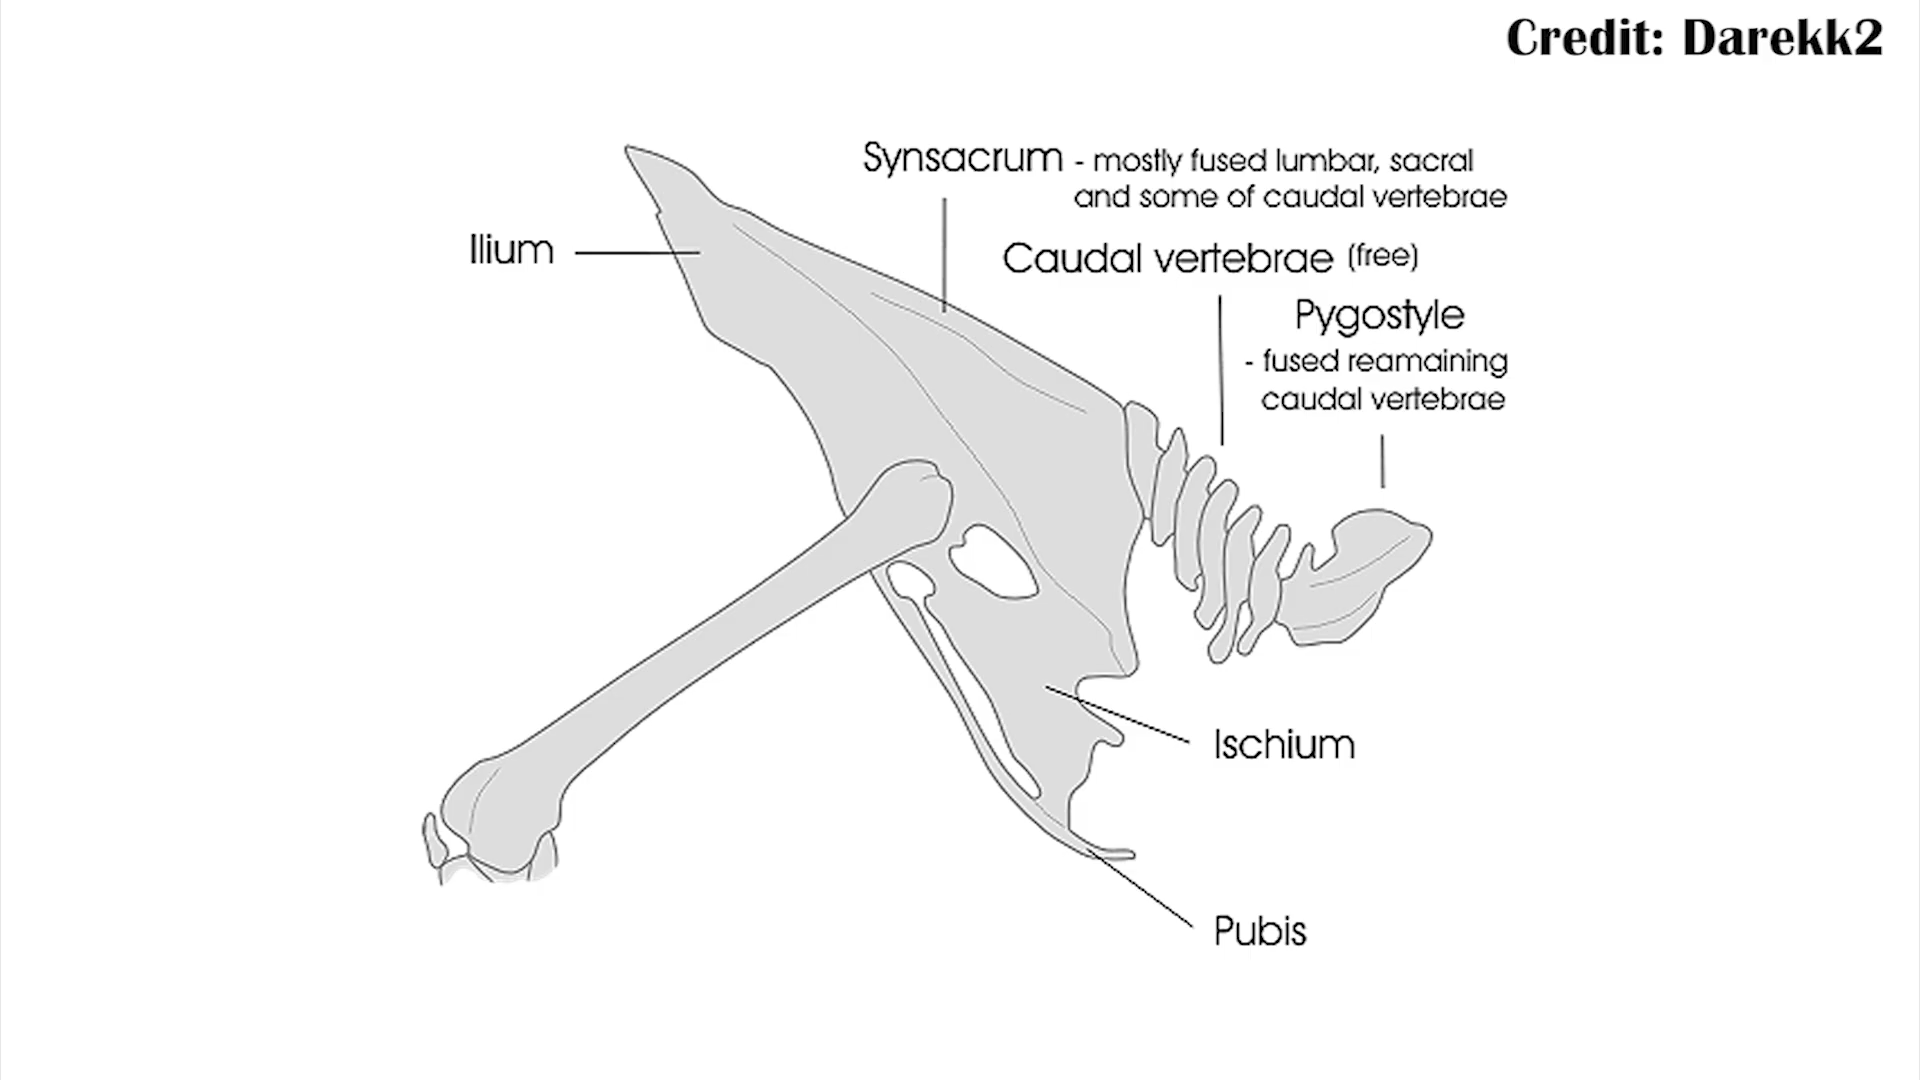 Credit: Darekk2
Synsacrum - mostly fused lumbar, sacral
and some of caudal vertebrae
Ilium
Caudal vertebrae (free)
Pygostyle
- fused reamaining
caudal vertebrae
Ischium
Pubis